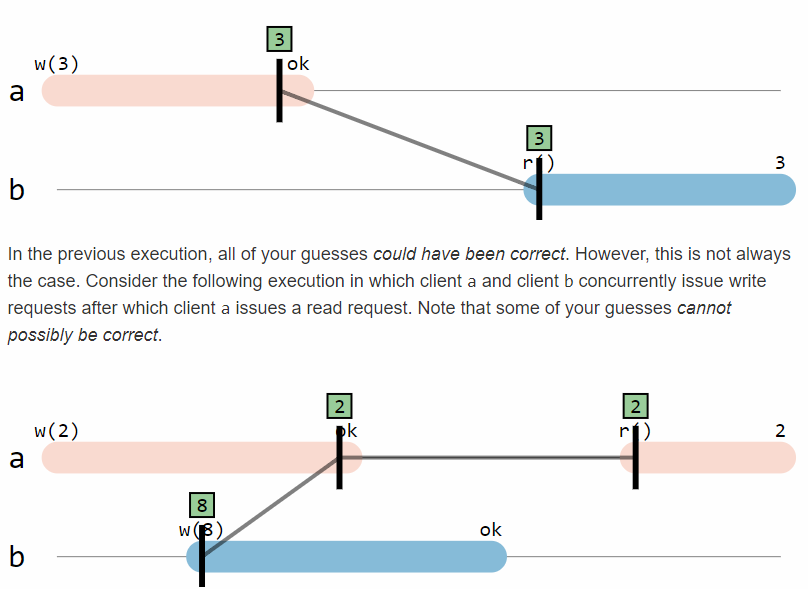 3
w(3) ok
a
3
r() 3
b
In the previous execution, all of your guesses could have been correct. However, this is not always
the case. Consider the following execution in which client a and client b concurrently issue write
requests after which client a issues a read request. Note that some of your guesses cannot
possibly be correct.
2 2
w(2) ok r() 2
a
8
w(8) ok
b